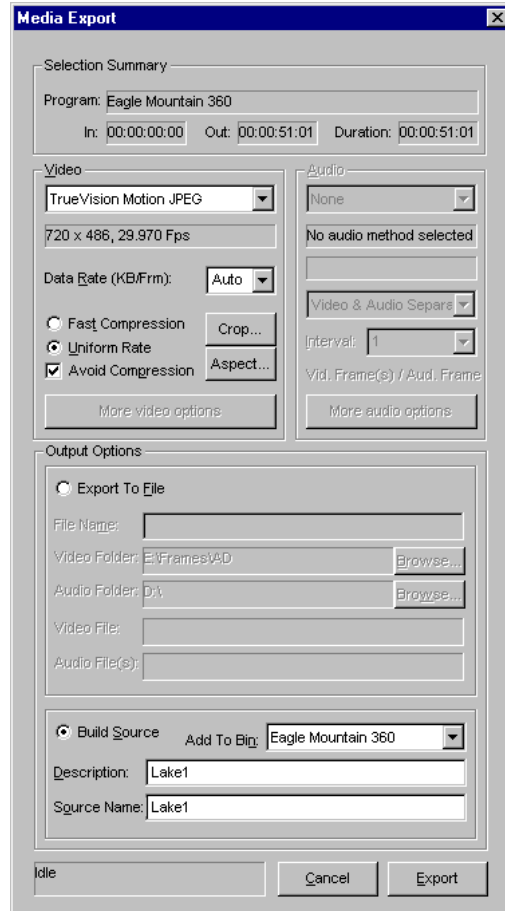 Media Export
Selection Summary
Program: Eagle Mountain 360
In: 00:00:00:00 Out: 00:00:51:01 Duration: 00:00:51:01
Video
TrueVision Motion JPEG
720 x 486, 29.970 Fps
Data Rate (KB/Frm): Auto
Fast Compression
Crop...
Uniform Rate
Avoid Compression
Aspect...
More video options
Audio
None
No audio method selected
Video & Audio Separa
Interval: 1
Vid. Frame(s) / Aud. Frame
More audio options
Output Options
Export To File
File Name:
Video Folder: E:\Frames\AD Browse...
Audio Folder: D:\ Browse...
Video File:
Audio File(s):
Build Source Add To Bin: Eagle Mountain 360
Description: Lake1
Source Name: Lake1
Idle Cancel Export